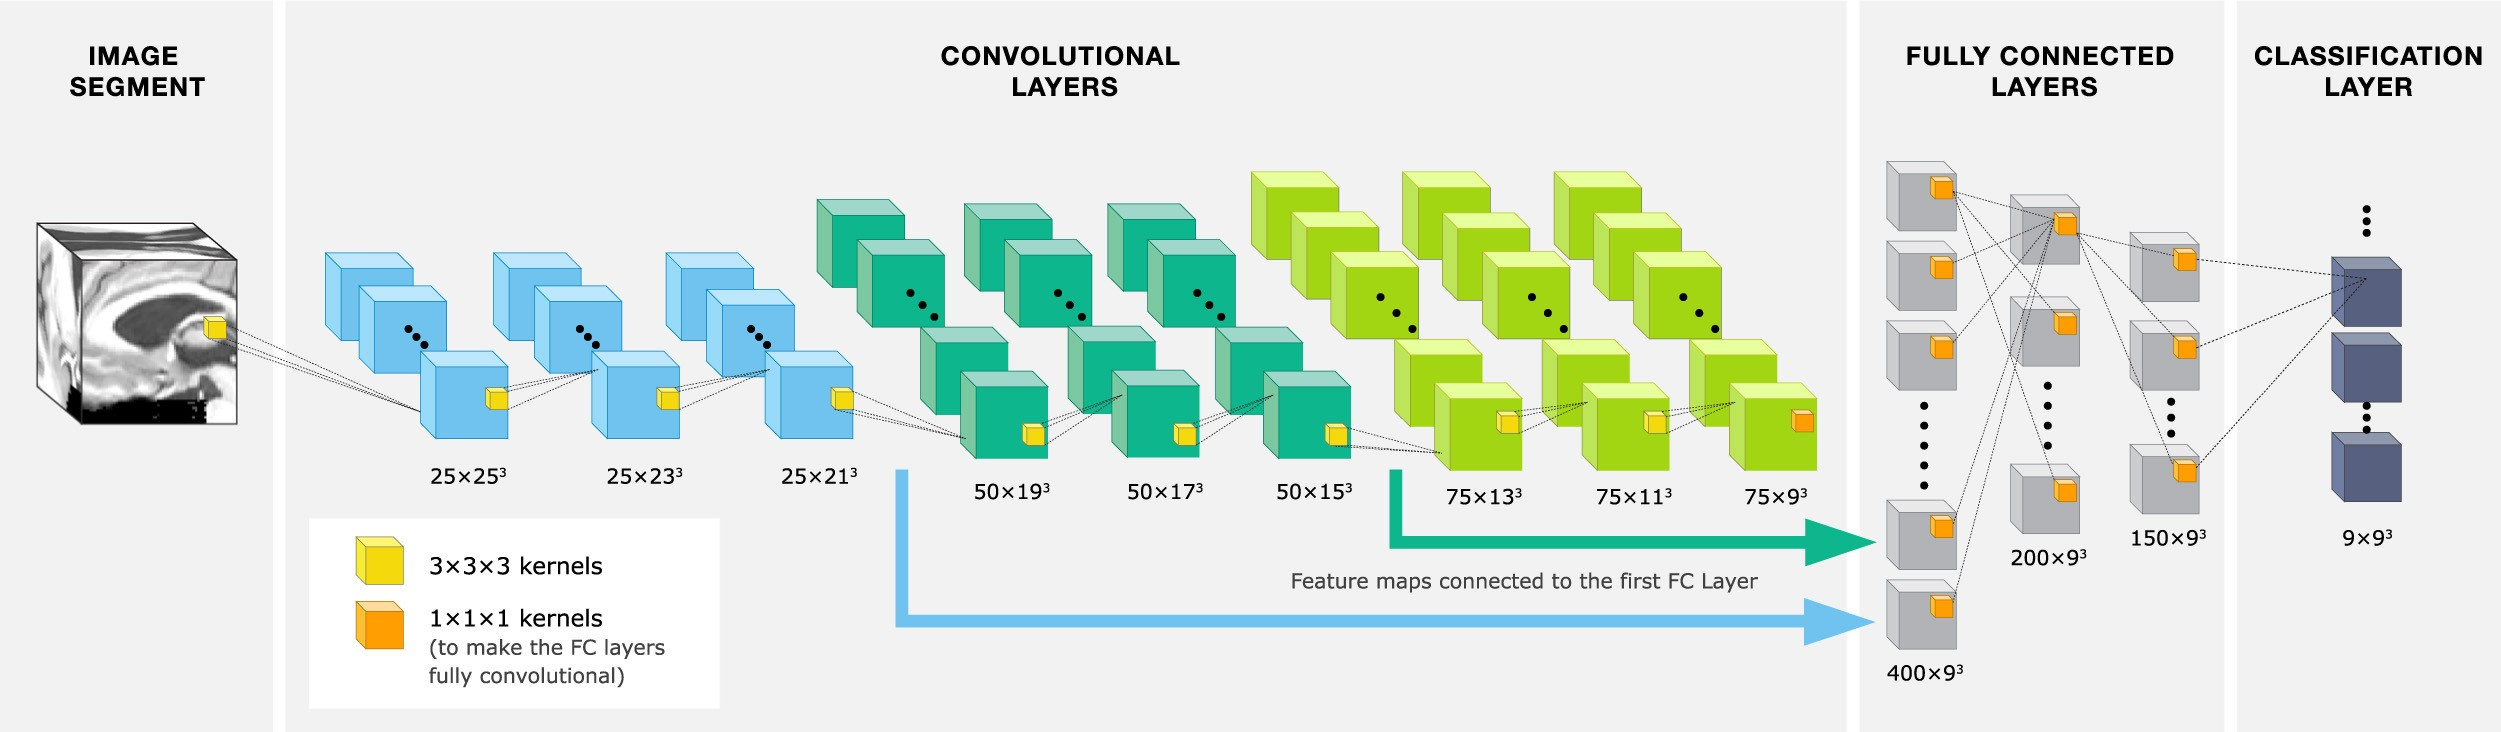 IMAGE
SEGMENT
CONVOLUTIONAL
LAYERS
FULLY CONNECTED
LAYERS
CLASSIFICATION
LAYER
25×25³
25×23³
25×21³
50×19³
50×17³
50×15³
75×13³
75×11³
75×9³
400×9³
200×9³
150×9³
9×9³
Feature maps connected to the first FC Layer
3×3×3 kernels
1×1×1 kernels
(to make the FC layers
fully convolutional)